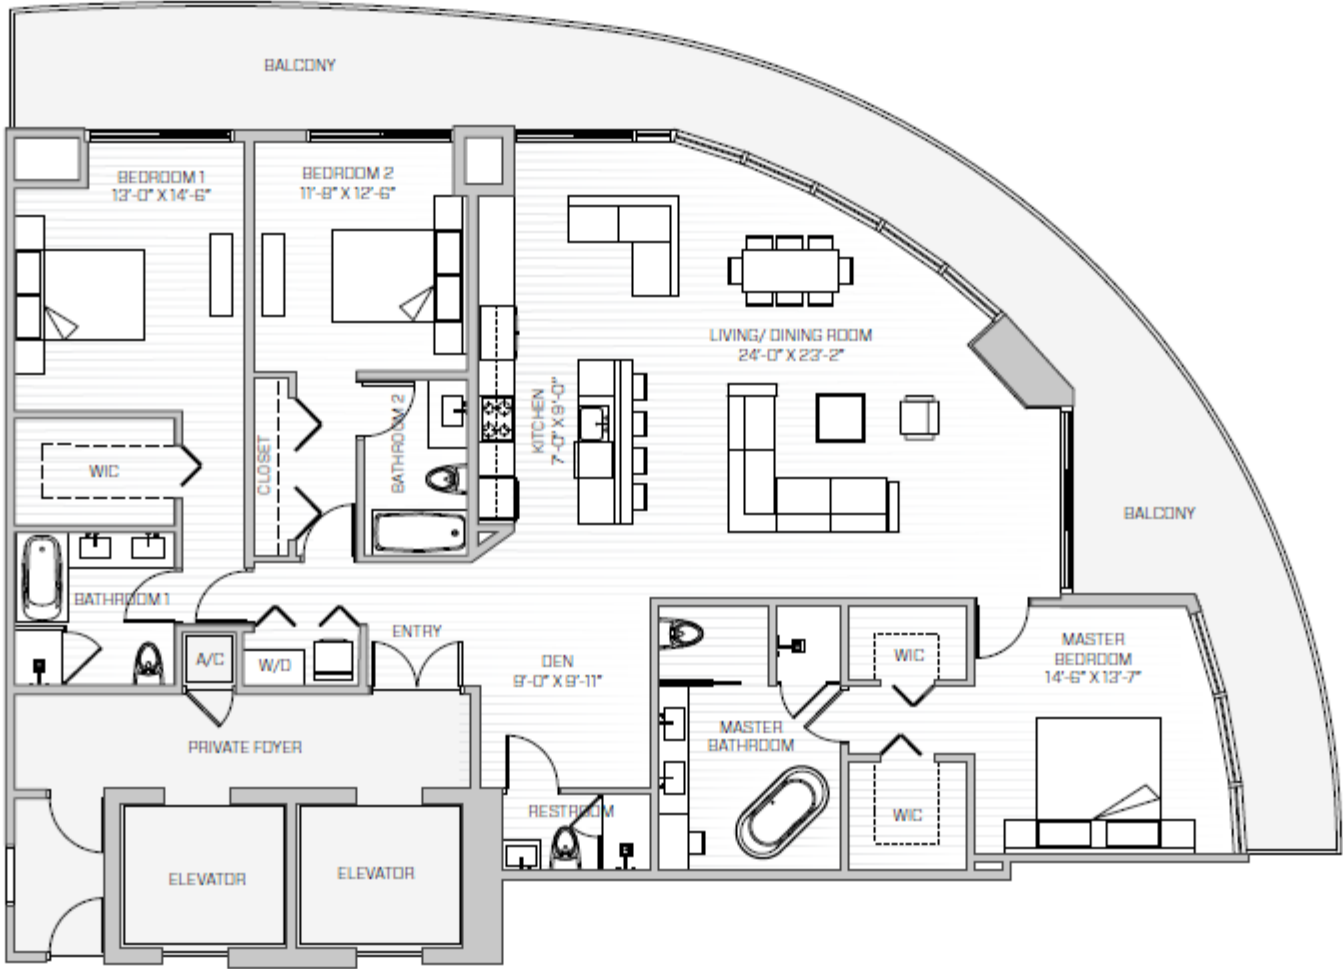 BALCONY
BEDROOM 1
13'-0" X 14'-6"
BEDROOM 2
11'-8" X 12'-6"
LIVING/ DINING ROOM
24'-0" X 23'-2"
KITCHEN
7'-0" X 9'-0"
BATHROOM 2
CLOSET
WIC
BALCONY
BATHROOM 1
ENTRY
A/C
W/D
DEN
9'-0" X 9'-11"
WIC
MASTER
BEDROOM
14'-6" X 13'-7"
MASTER
BATHROOM
PRIVATE FOYER
RESTROOM
WIC
ELEVATOR
ELEVATOR